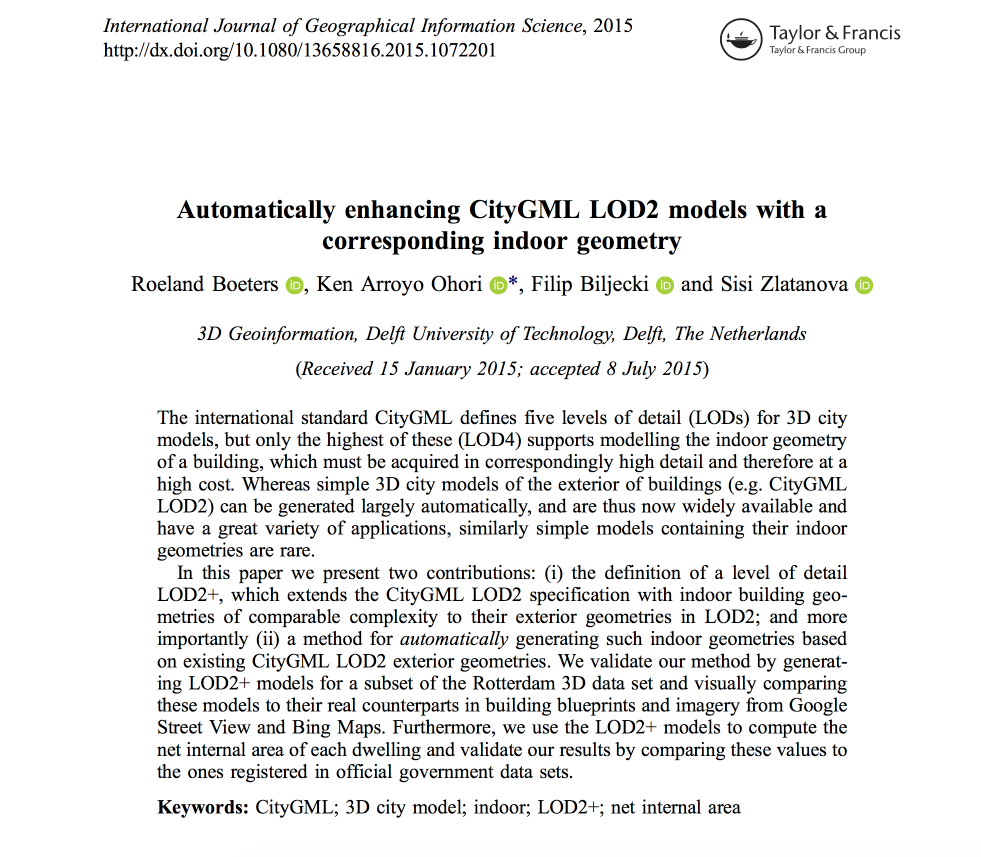 International Journal of Geographical Information Science, 2015
http://dx.doi.org/10.1080/13658816.2015.1072201
Taylor & Francis
Taylor & Francis Group
Automatically enhancing CityGML LOD2 models with a
corresponding indoor geometry
Roeland Boeters iD, Ken Arroyo Ohori iD*, Filip Biljecki iD and Sisi Zlatanova iD
3D Geoinformation, Delft University of Technology, Delft, The Netherlands
(Received 15 January 2015; accepted 8 July 2015)
The international standard CityGML defines five levels of detail (LODs) for 3D city
models, but only the highest of these (LOD4) supports modelling the indoor geometry
of a building, which must be acquired in correspondingly high detail and therefore at a
high cost. Whereas simple 3D city models of the exterior of buildings (e.g. CityGML
LOD2) can be generated largely automatically, and are thus now widely available and
have a great variety of applications, similarly simple models containing their indoor
geometries are rare.
In this paper we present two contributions: (i) the definition of a level of detail
LOD2+, which extends the CityGML LOD2 specification with indoor building geo-
metries of comparable complexity to their exterior geometries in LOD2; and more
importantly (ii) a method for automatically generating such indoor geometries based
on existing CityGML LOD2 exterior geometries. We validate our method by generat-
ing LOD2+ models for a subset of the Rotterdam 3D data set and visually comparing
these models to their real counterparts in building blueprints and imagery from Google
Street View and Bing Maps. Furthermore, we use the LOD2+ models to compute the
net internal area of each dwelling and validate our results by comparing these values to
the ones registered in official government data sets.
Keywords: CityGML; 3D city model; indoor; LOD2+; net internal area